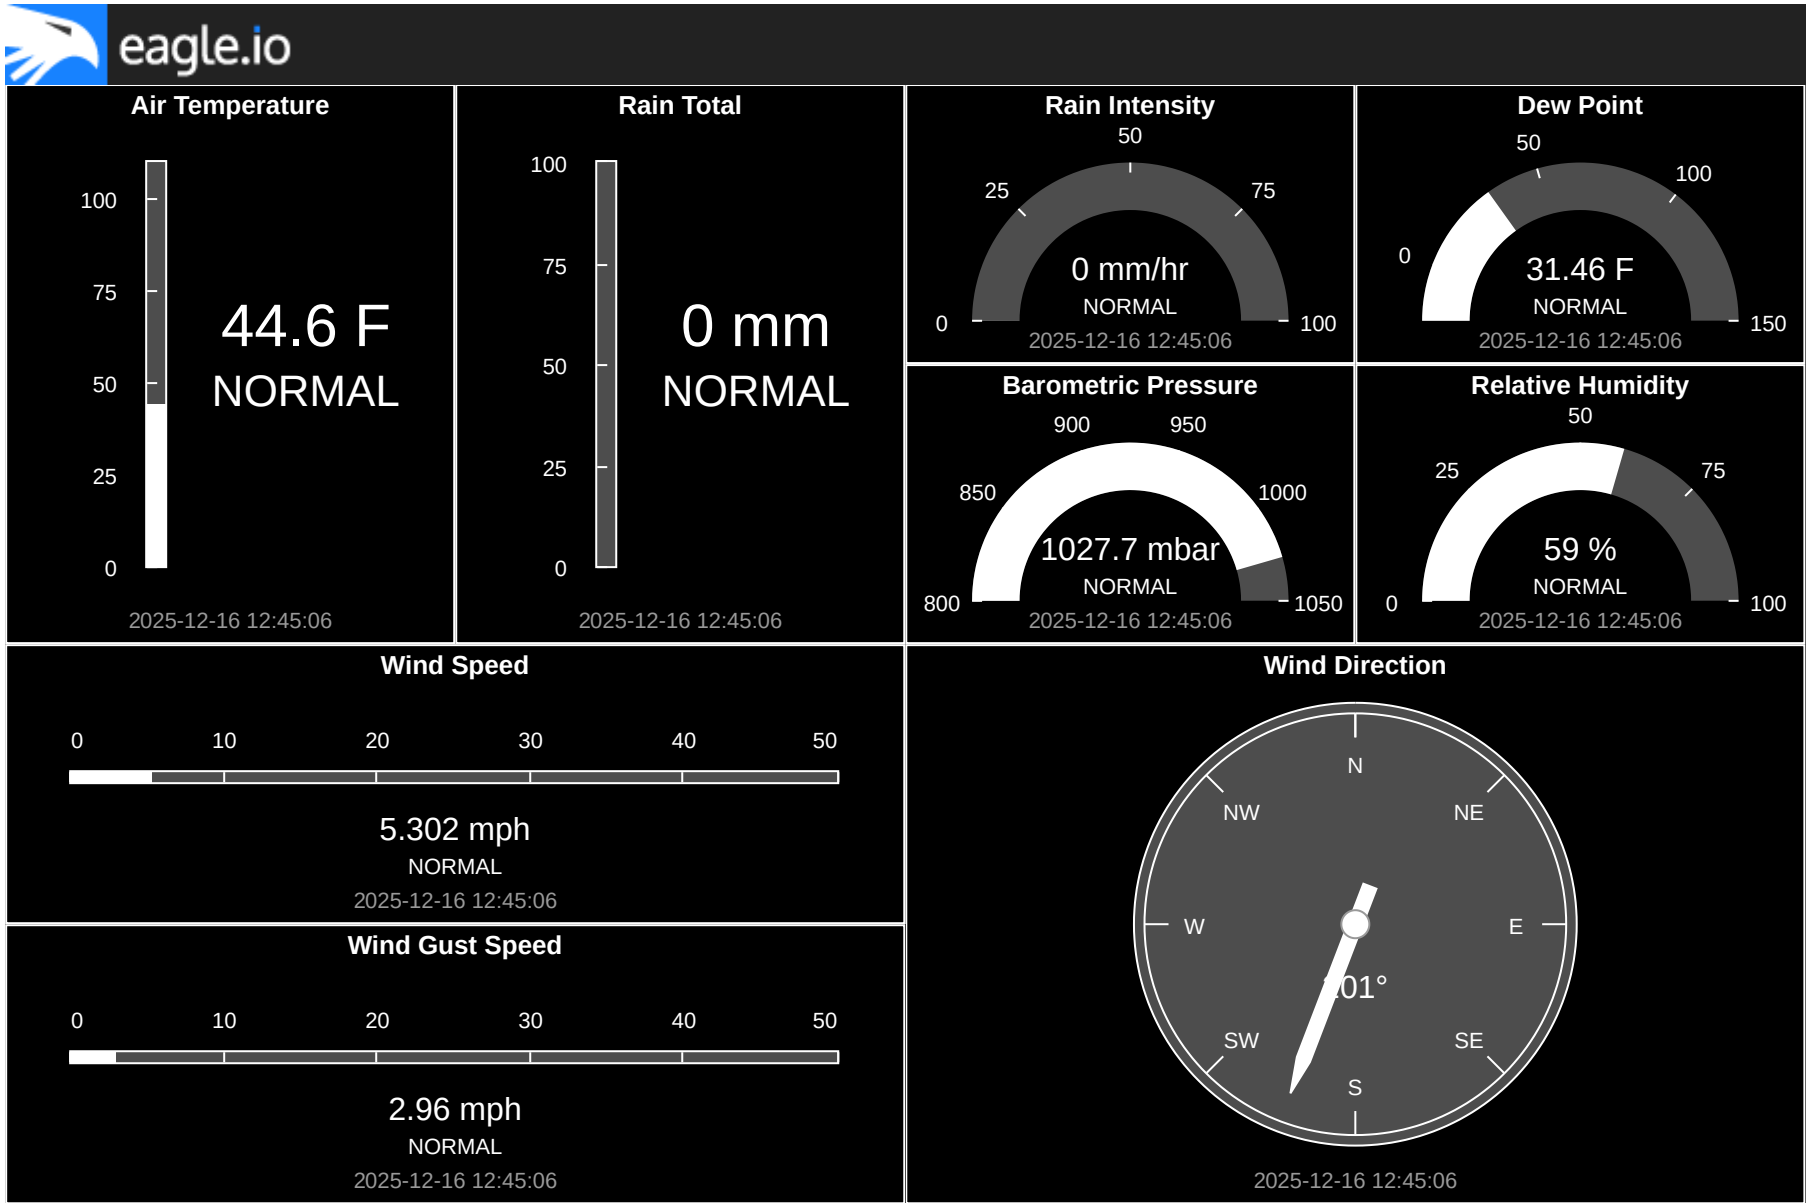 eagle.io
Air Temperature
100
75
50
25
0
44.6 F
NORMAL
2025-12-16 12:45:06
Rain Total
100
75
50
25
0
0 mm
NORMAL
2025-12-16 12:45:06
Rain Intensity
0
25
50
75
100
0 mm/hr
NORMAL
2025-12-16 12:45:06
Dew Point
0
50
100
150
31.46 F
NORMAL
2025-12-16 12:45:06
Barometric Pressure
800
850
900
950
1000
1050
1027.7 mbar
NORMAL
2025-12-16 12:45:06
Relative Humidity
0
25
50
75
100
59 %
NORMAL
2025-12-16 12:45:06
Wind Speed
0 10 20 30 40 50
5.302 mph
NORMAL
2025-12-16 12:45:06
Wind Gust Speed
0 10 20 30 40 50
2.96 mph
NORMAL
2025-12-16 12:45:06
Wind Direction
N
NW NE
W E
SW SE
S
2025-12-16 12:45:06